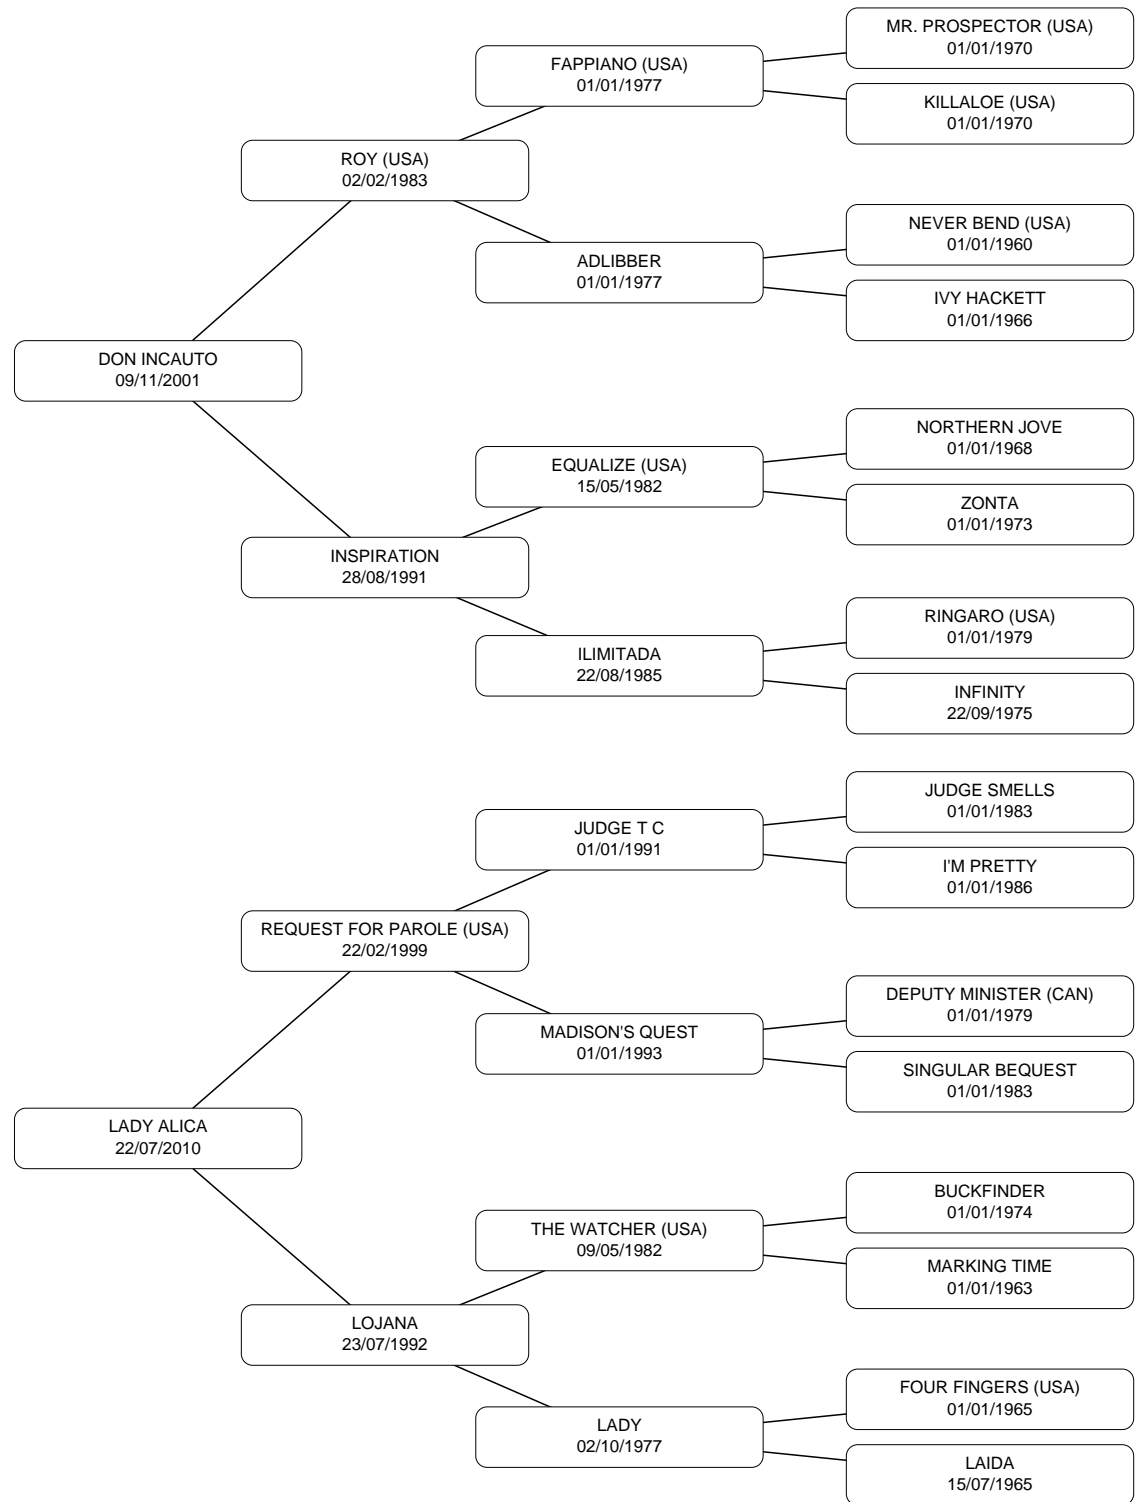 MR. PROSPECTOR (USA)
01/01/1970
FAPPIANO (USA)
01/01/1977
KILLALOE (USA)
01/01/1970
ROY (USA)
02/02/1983
NEVER BEND (USA)
01/01/1960
ADLIBBER
01/01/1977
IVY HACKETT
01/01/1966
DON INCAUTO
09/11/2001
NORTHERN JOVE
01/01/1968
EQUALIZE (USA)
15/05/1982
ZONTA
01/01/1973
INSPIRATION
28/08/1991
RINGARO (USA)
01/01/1979
ILIMITADA
22/08/1985
INFINITY
22/09/1975
JUDGE SMELLS
01/01/1983
JUDGE T C
01/01/1991
I'M PRETTY
01/01/1986
REQUEST FOR PAROLE (USA)
22/02/1999
DEPUTY MINISTER (CAN)
01/01/1979
MADISON'S QUEST
01/01/1993
SINGULAR BEQUEST
01/01/1983
LADY ALICA
22/07/2010
BUCKFINDER
01/01/1974
THE WATCHER (USA)
09/05/1982
MARKING TIME
01/01/1963
LOJANA
23/07/1992
FOUR FINGERS (USA)
01/01/1965
LADY
02/10/1977
LAIDA
15/07/1965